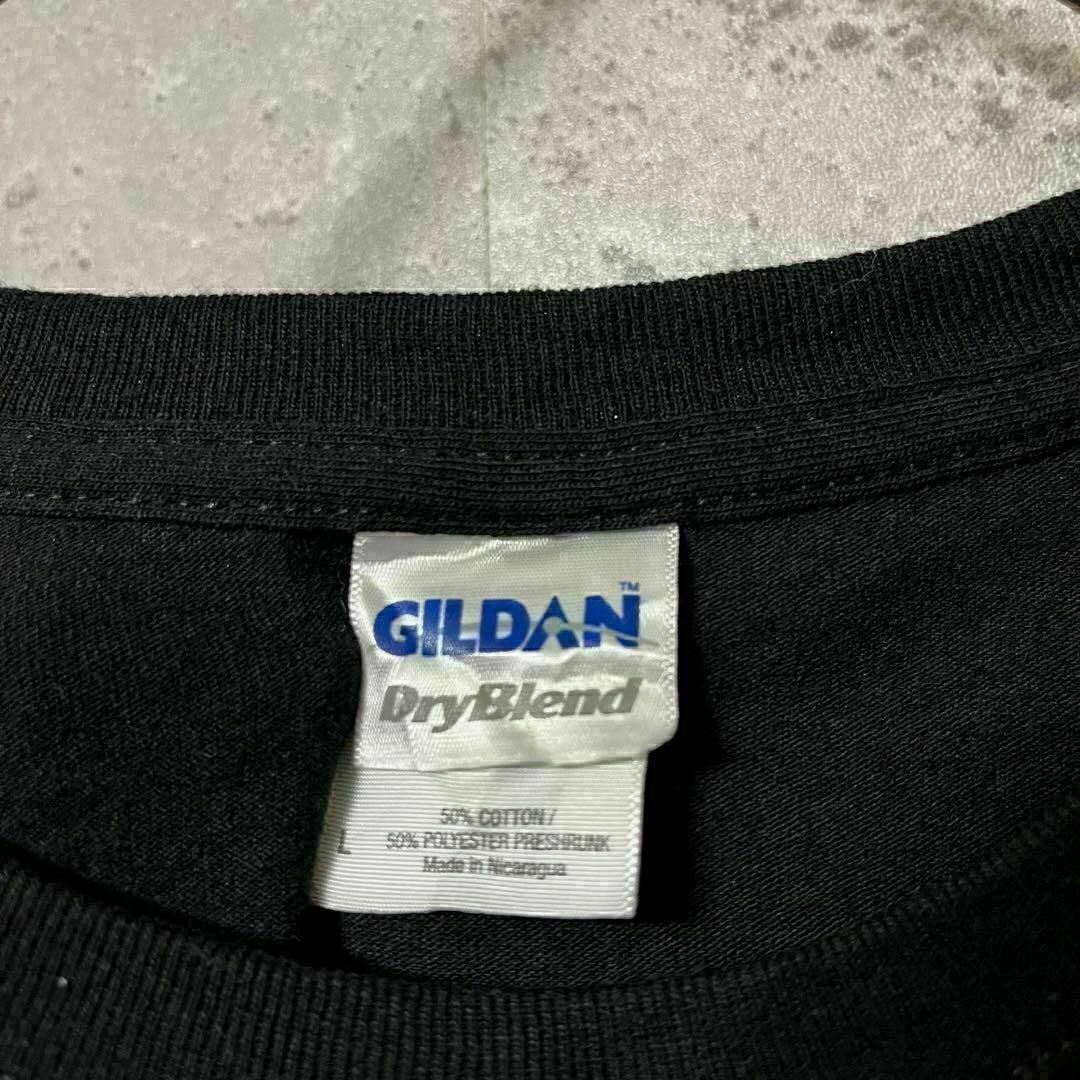 GILDAN™
DryBlend
50% COTTON /
50% POLYESTER PRESHRUNK
Made in Nicaragua
L